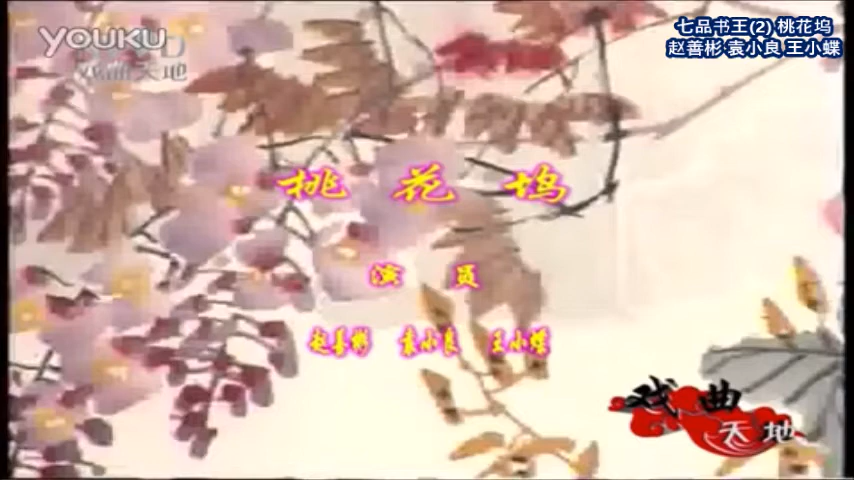 YOUKU
戏曲天地
七品书王(2) 桃花坞
赵善彬 袁小良 王小蝶
桃 花 坞
演 员
赵善彬 袁小良 王小蝶
戏曲
天地